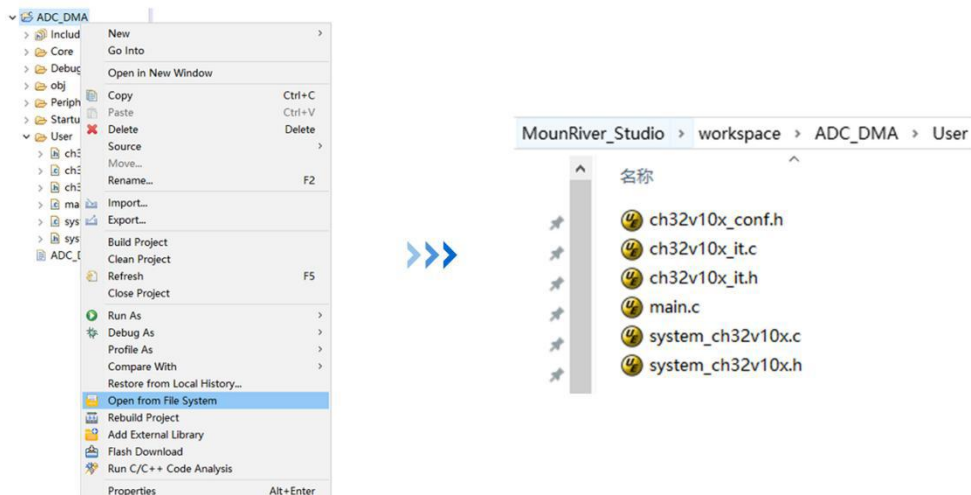 ADC_DMA
Includ
Core
Debug
obj
Periph
Startu
User
ch3
ch3
ch3
ma
sys
sys
ADC_D
New
Go Into
Open in New Window
Copy Ctrl+C
Paste Ctrl+V
Delete Delete
Source
Move...
Rename... F2
Import...
Export...
Build Project
Clean Project
Refresh F5
Close Project
Run As
Debug As
Profile As
Compare With
Restore from Local History...
Open from File System
Rebuild Project
Add External Library
Flash Download
Run C/C++ Code Analysis
Properties Alt+Enter
MounRiver_Studio > workspace > ADC_DMA > User
名称
ch32v10x_conf.h
ch32v10x_it.c
ch32v10x_it.h
main.c
system_ch32v10x.c
system_ch32v10x.h